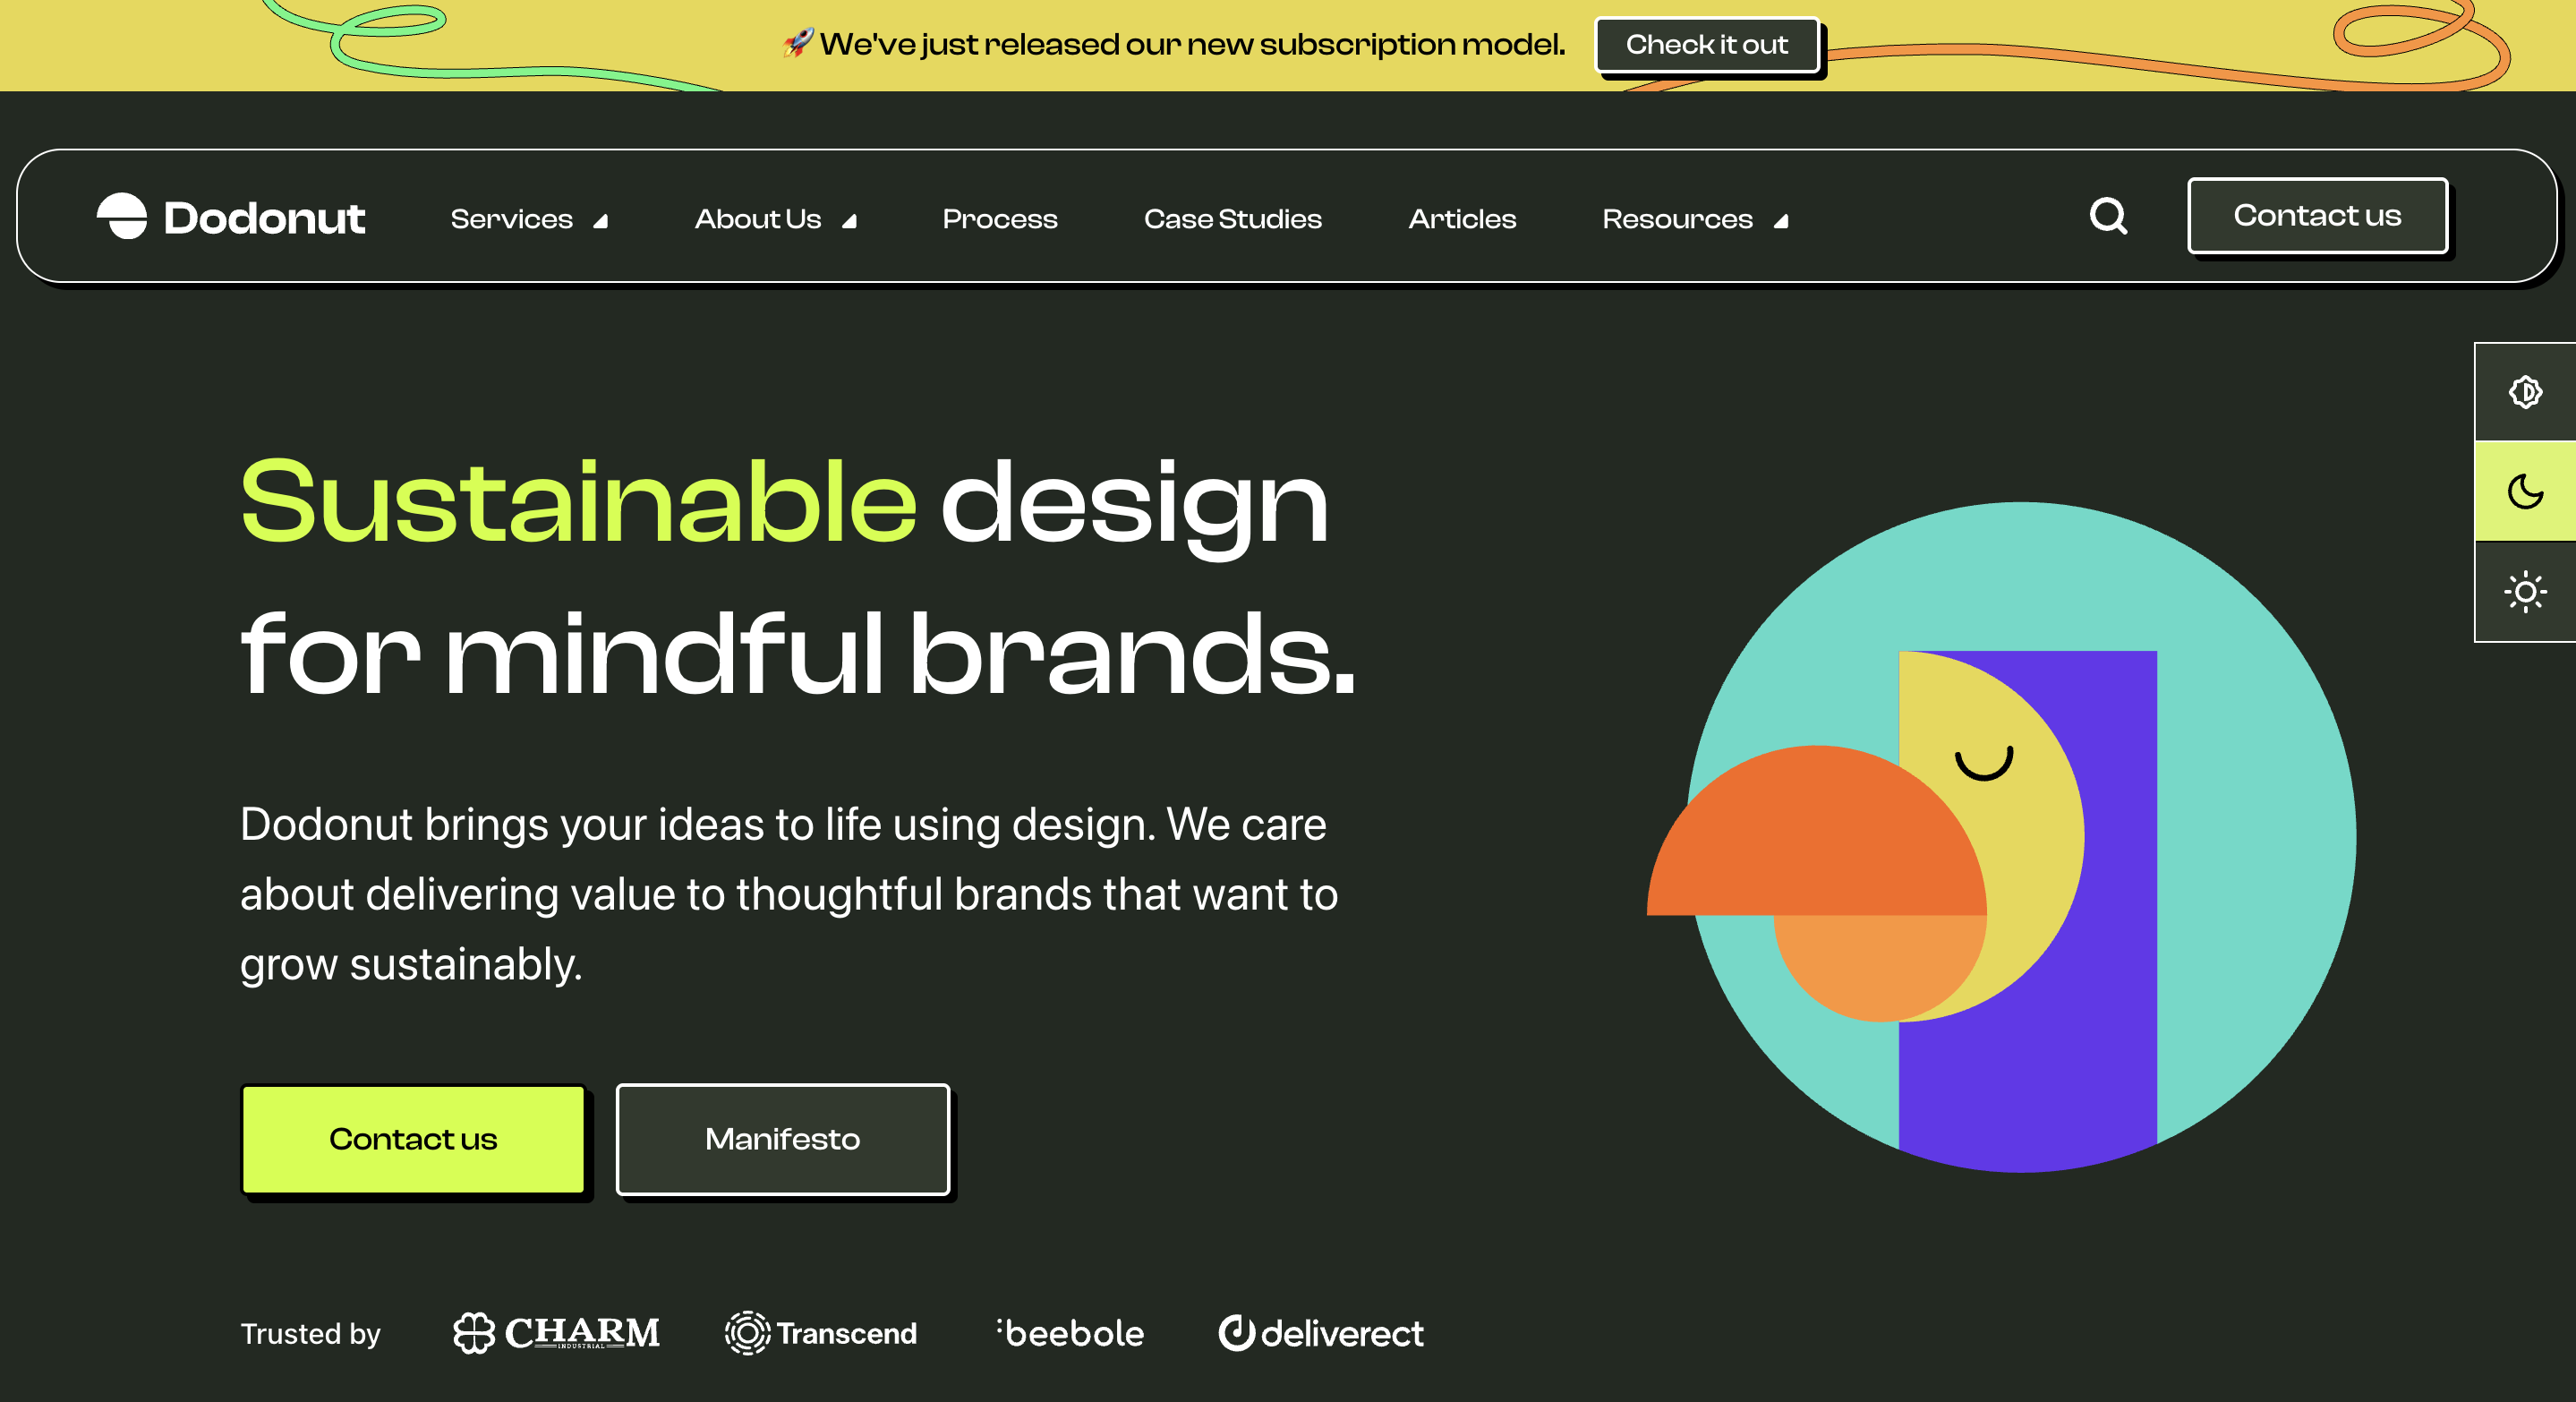 🚀 We've just released our new subscription model. Check it out
Dodonut Services About Us Process Case Studies Articles Resources Contact us
Sustainable design
for mindful brands.
Dodonut brings your ideas to life using design. We care
about delivering value to thoughtful brands that want to
grow sustainably.
Contact us Manifesto
Trusted by CHARM INDUSTRIAL Transcend beebole deliverect